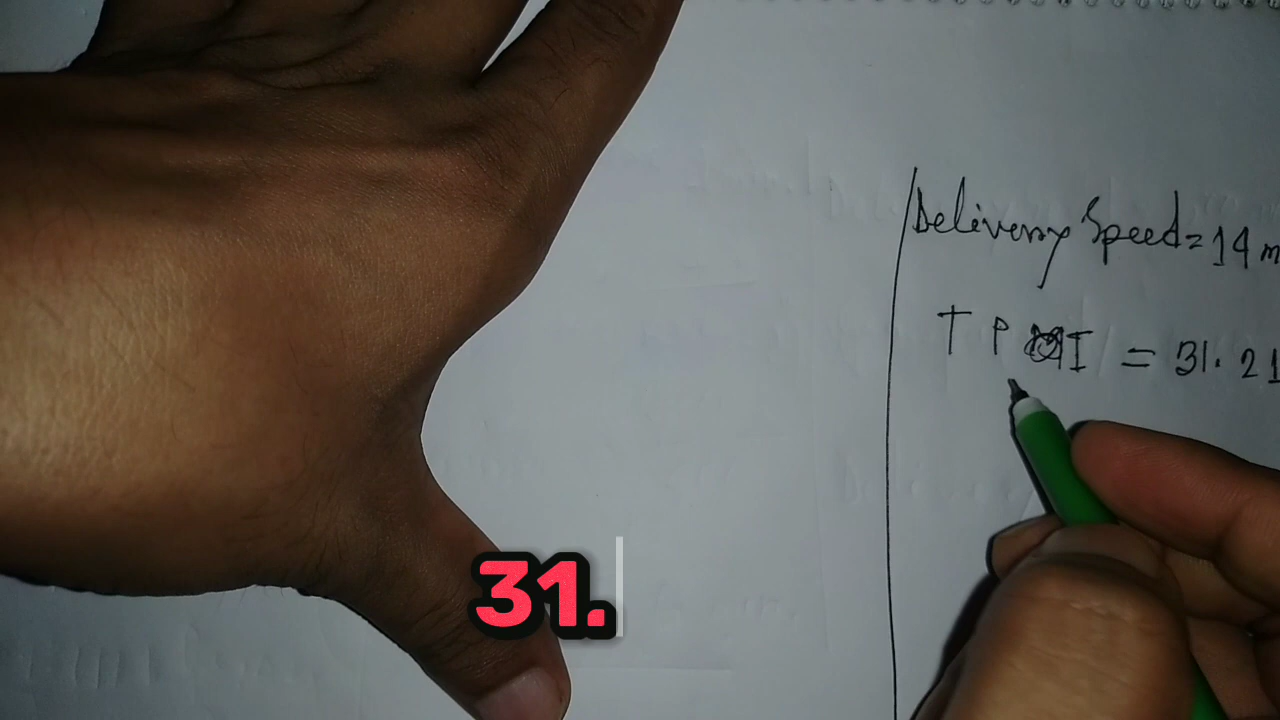 Delivery Speed = 14 m
T P I = 31.21
31.